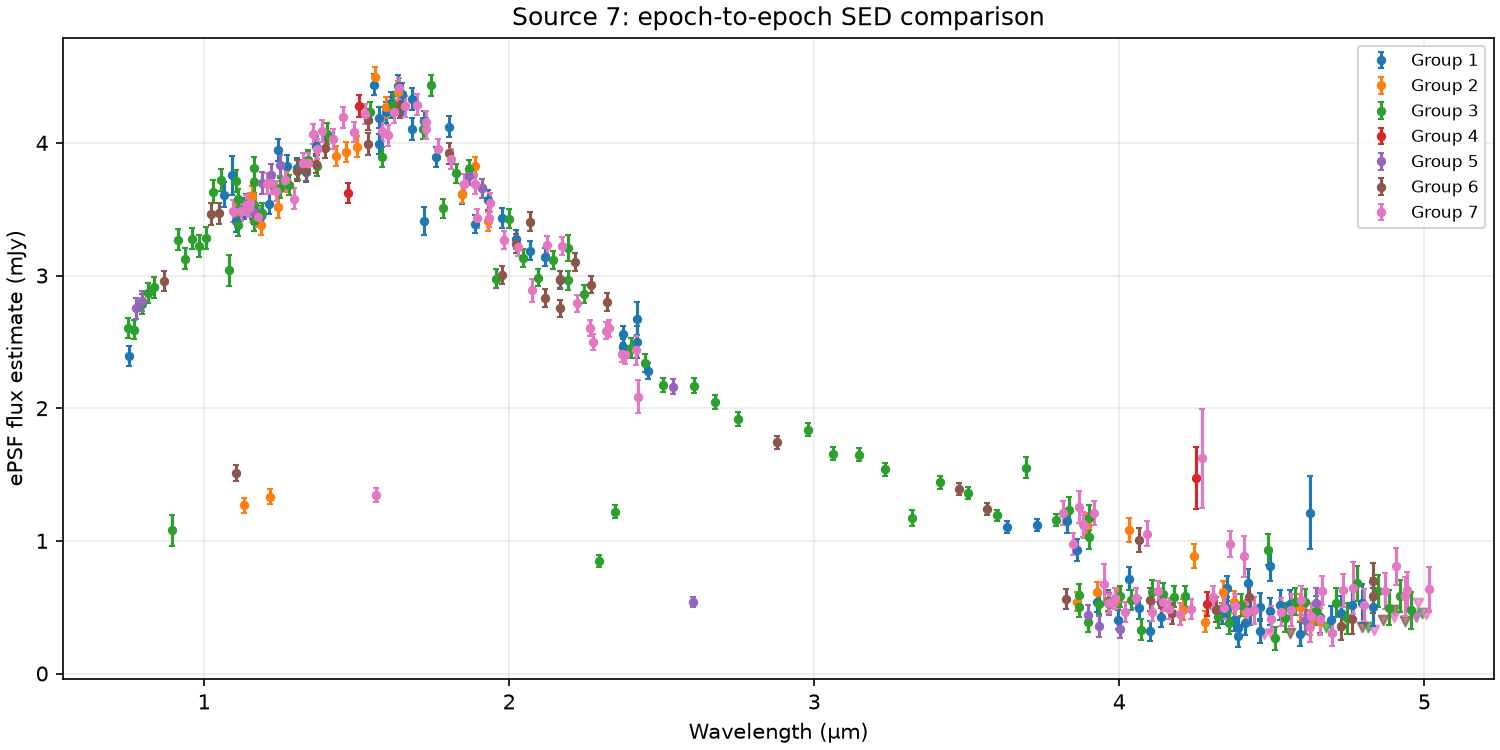 Source 7: epoch-to-epoch SED comparison
ePSF flux estimate (mJy)
4
3
2
1
0
Group 1
Group 2
Group 3
Group 4
Group 5
Group 6
Group 7
1 2 3 4 5
Wavelength (μm)